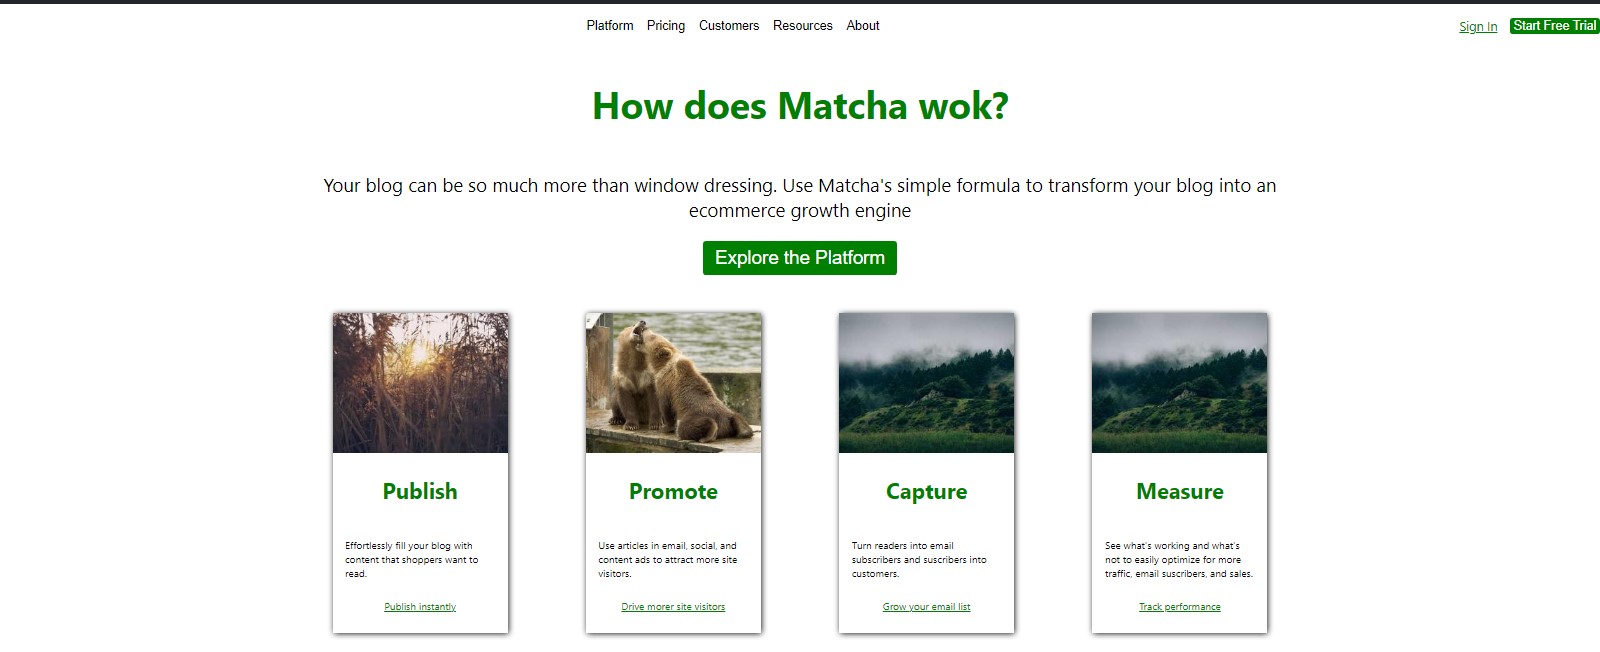 Platform Pricing Customers Resources About Sign In Start Free Trial
How does Matcha wok?
Your blog can be so much more than window dressing. Use Matcha's simple formula to transform your blog into an
ecommerce growth engine
Explore the Platform
Publish
Effortlessly fill your blog with
content that shoppers want to
read.
Publish instantly
Promote
Use articles in email, social, and
content ads to attract more site
visitors.
Drive morer site visitors
Capture
Turn readers into email
subscribers and suscribers into
customers.
Grow your email list
Measure
See what's working and what's
not to easily optimize for more
traffic, email suscribers, and sales.
Track performance